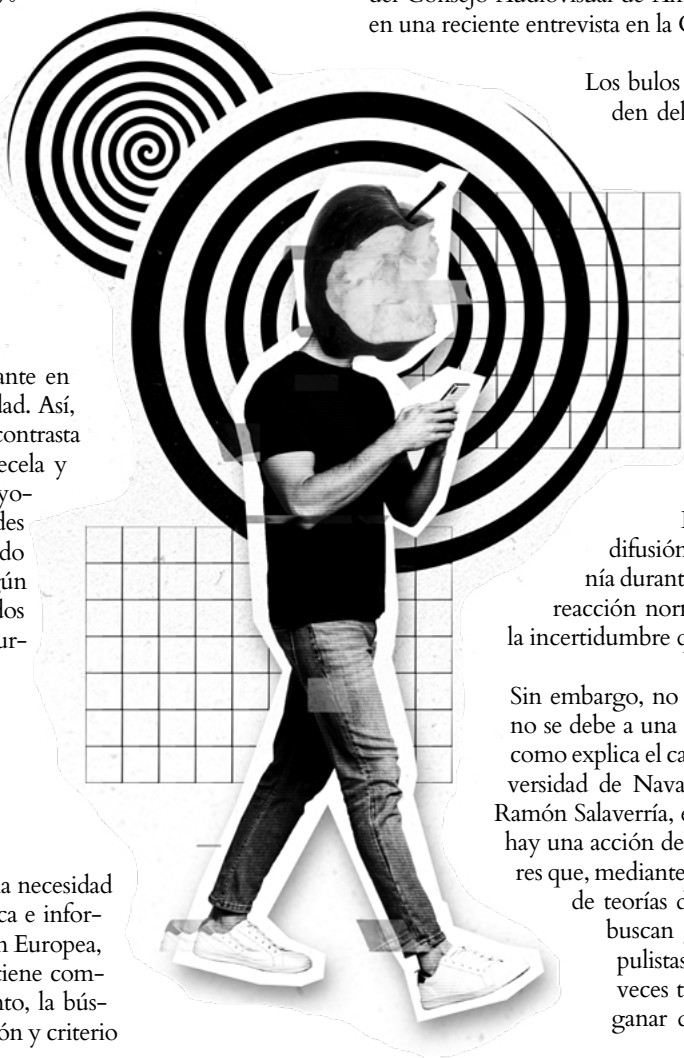 ante en
dad. Así,
contrasta
ecela y
yo-
des
do
ún
dos
ur-
a necesidad
ca e infor-
n Europea,
tiene com-
nto, la bús-
ón y criterio
del Consejo Audiovisual de An
en una reciente entrevista en la
Los bulos
den del
difusión
nía durant
reacción norm
la incertidumbre
Sin embargo, no
no se debe a una
como explica el ca
versidad de Nava
Ramón Salaverría,
hay una acción de
res que, mediante
de teorías
buscan
pulistas
veces
ganar